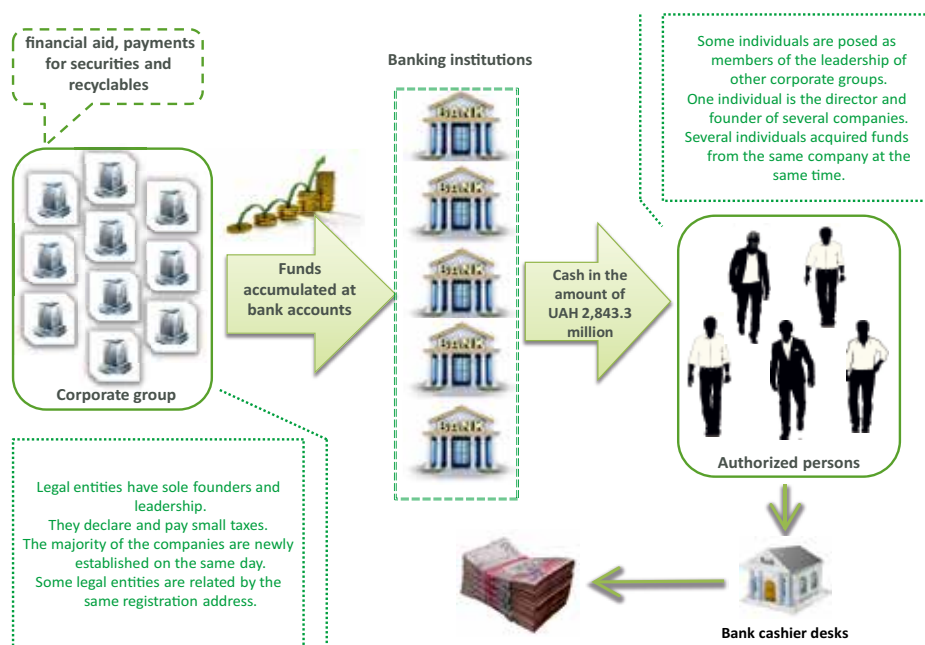 financial aid, payments
for securities and
recyclables
Banking institutions
Some individuals are posed as
members of the leadership of
other corporate groups.
One individual is the director and
founder of several companies.
Several individuals acquired funds
from the same company at the
same time.
BANK
BANK
BANK
BANK
BANK
Funds
accumulated at
bank accounts
Cash in the
amount of
UAH 2,843.3
million
Corporate group
Authorized persons
Legal entities have sole founders and
leadership.
They declare and pay small taxes.
The majority of the companies are newly
established on the same day.
Some legal entities are related by the
same registration address.
Bank cashier desks